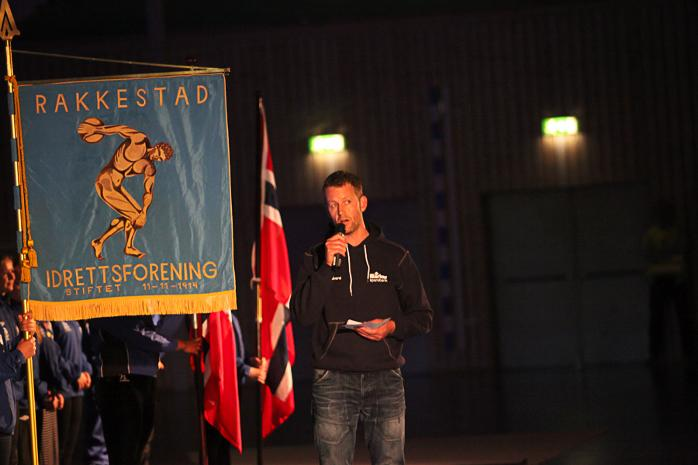 RAKKESTAD
IDRETTSFORENING
STIFTET 11-11-1914